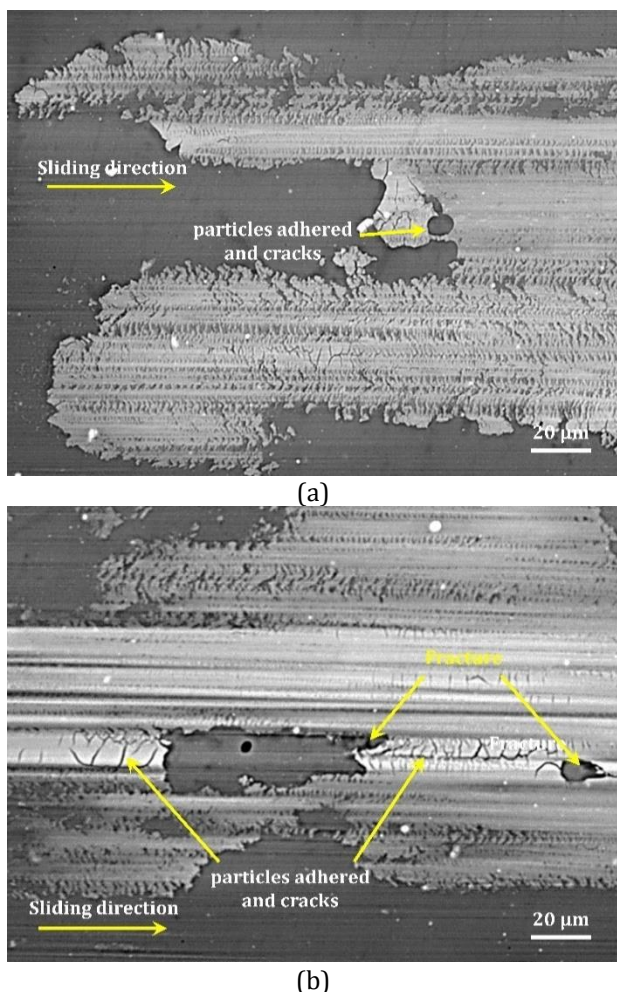 Sliding direction
particles adhered
and cracks
20 µm
(a)
Fracture
Fracture
particles adhered
and cracks
Sliding direction
20 µm
(b)